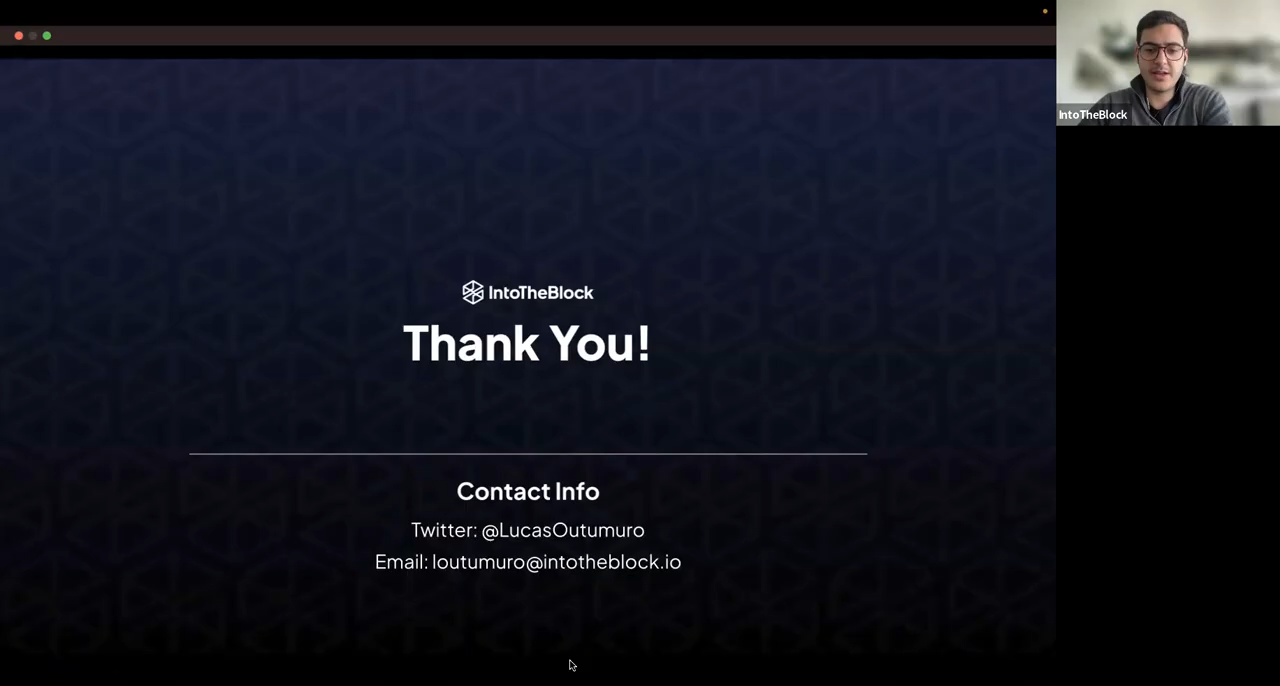 IntoTheBlock
Thank You!
Contact Info
Twitter: @LucasOutumuro
Email: loutumuro@intotheblock.io
IntoTheBlock